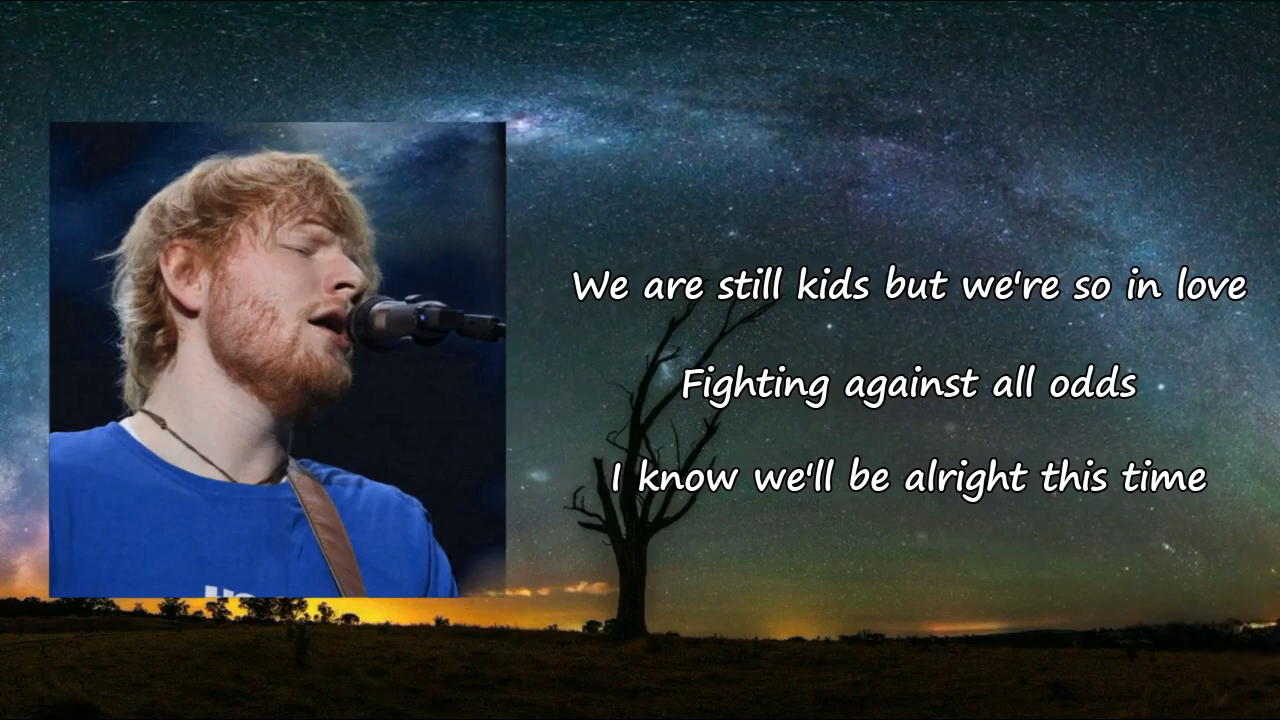 We are still kids but we're so in love
Fighting against all odds
I know we'll be alright this time